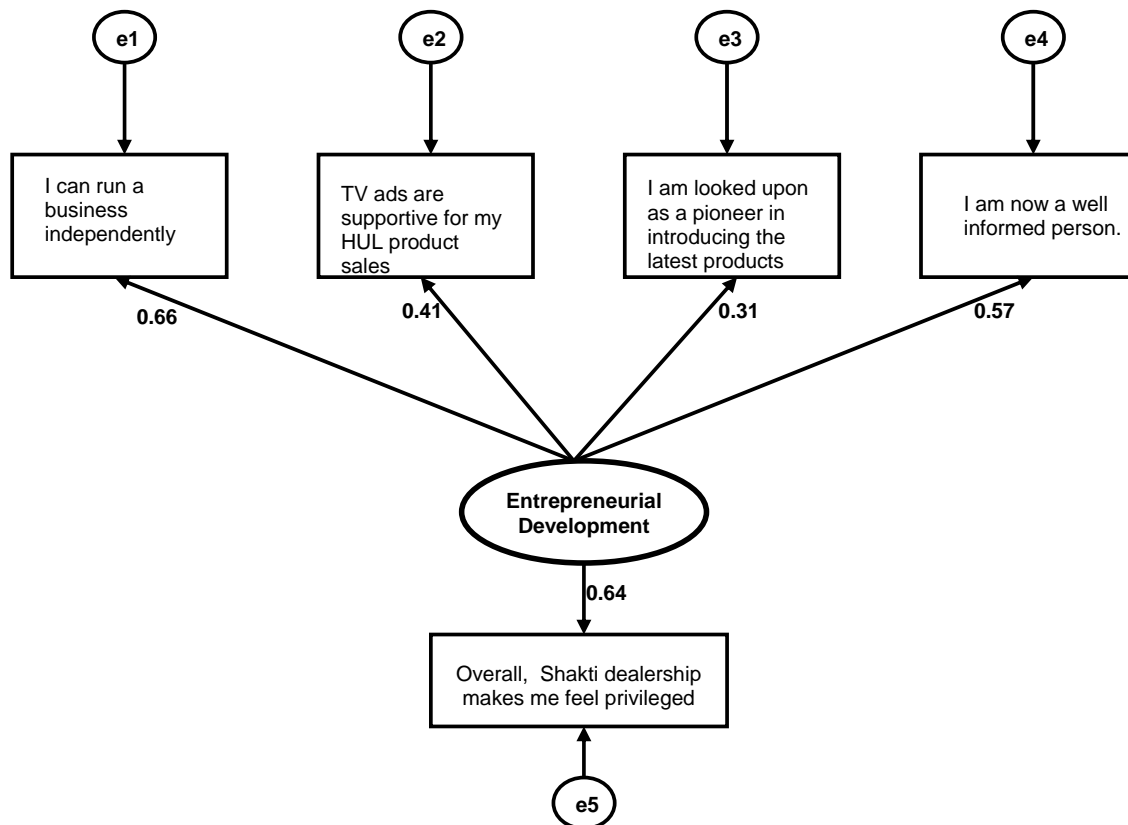 e1
e2
e3
e4
I can run a
business
independently
TV ads are
supportive for my
HUL product
sales
I am looked upon
as a pioneer in
introducing the
latest products
I am now a well
informed person.
0.66
0.41
0.31
0.57
Entrepreneurial
Development
0.64
Overall, Shakti dealership
makes me feel privileged
e5